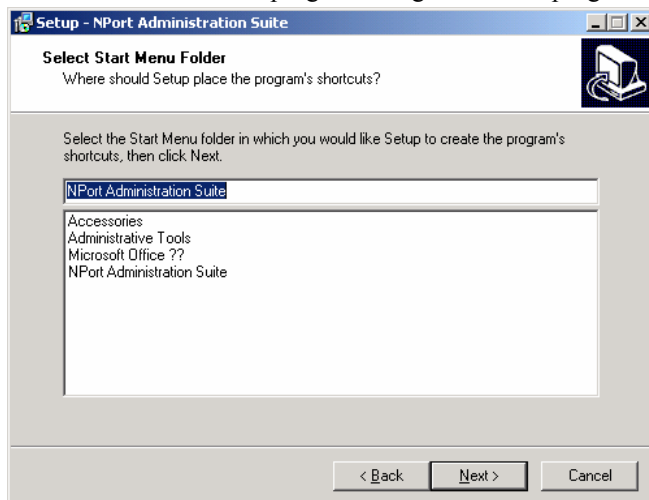 Setup - NPort Administration Suite
Select Start Menu Folder
Where should Setup place the program's shortcuts?
Select the Start Menu folder in which you would like Setup to create the program's
shortcuts, then click Next.
NPort Administration Suite
Accessories
Administrative Tools
Microsoft Office ??
NPort Administration Suite
< Back Next > Cancel